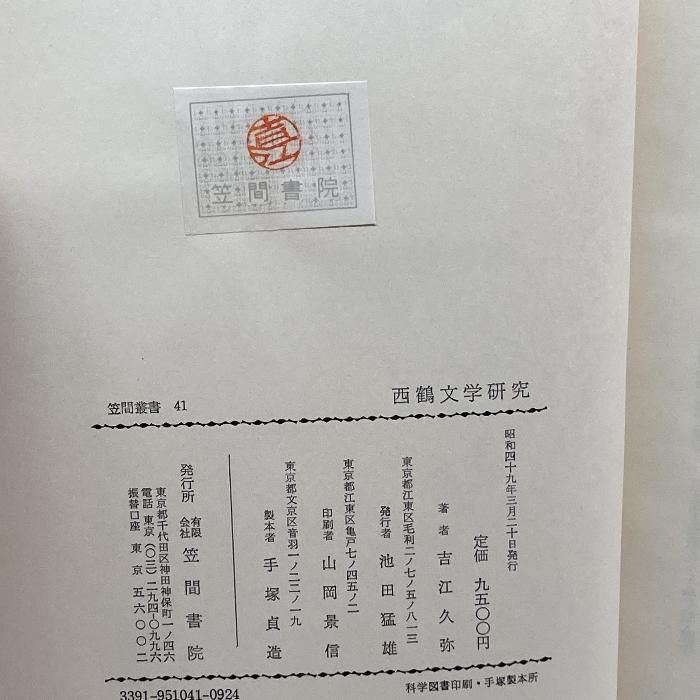 吉江
笠間書院
西鶴文学研究
笠間叢書 41
昭和四十九年三月二十日発行
定価 九五〇〇円
著者 吉江久弥
東京都江東区毛利二ノ七ノ五ノ八一三
発行者 池田猛雄
東京都江東区亀戸七ノ四五ノ二
印刷者 山岡景信
東京都文京区音羽一ノ二二ノ一九
製本者 手塚貞造
発行所 有限会社 笠間書院
東京都千代田区神田神保町一ノ四六
電話 東京(〇三)二九四-〇九九六
振替口座 東京 五六〇〇二
科学図書印刷・手塚製本所
3391-951041-0924